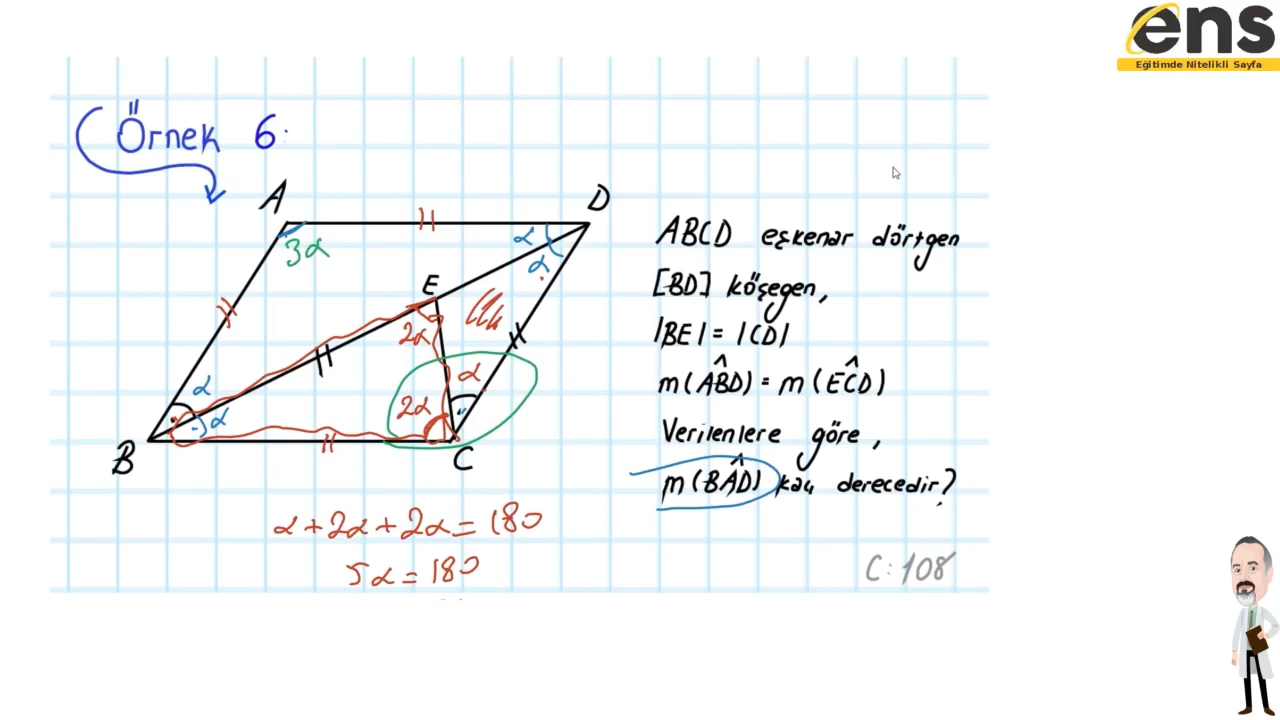 ens
Eğitimde Nitelikli Sayfa
Örnek 6:
A
D
3α
α
α
E
2α
α
α
2α
α
B
C
ABCD eşkenar dörtgen
[BD] köşegen,
|BE| = |CD|
m(ABD) = m(ECD)
Verilenlere göre,
m(BAD) kaç derecedir?
α + 2α + 2α = 180
5α = 180
C: 108